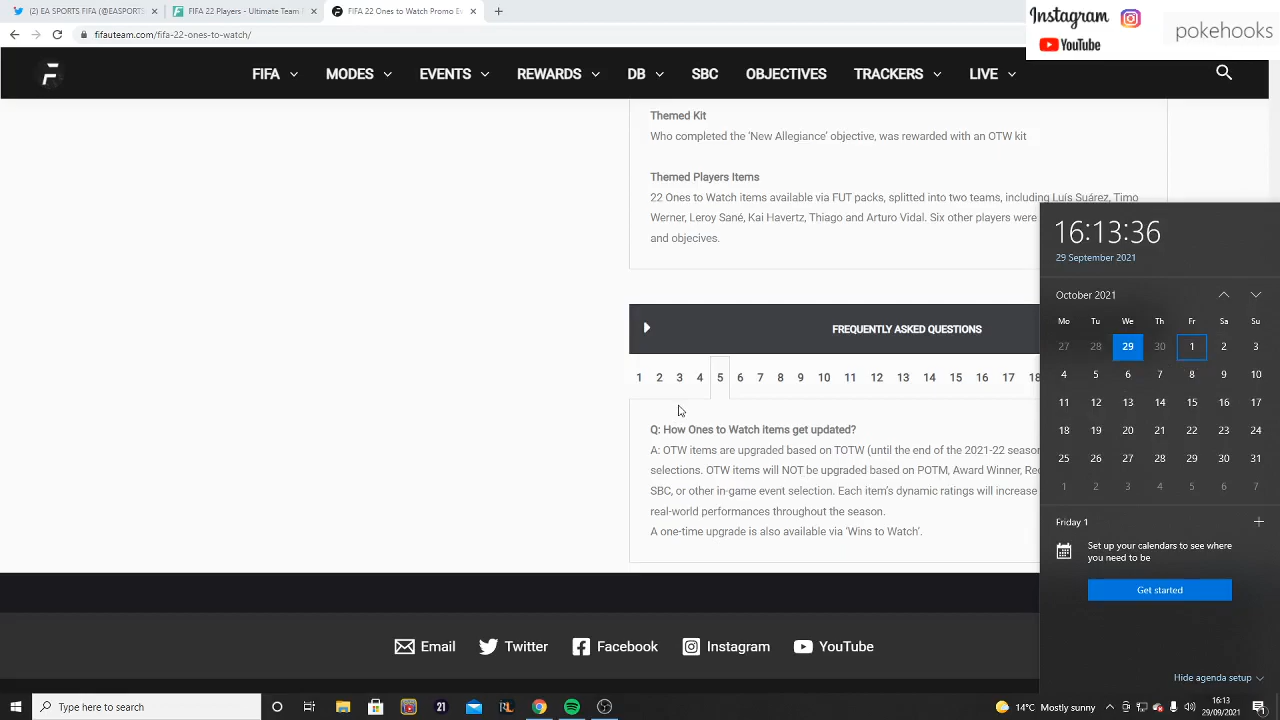 EA SPORTS FIFA (@EASPORTSFI
FIFA 22 Players - Ultimate Team
FIFA 22 Ones to Watch Promo Ev
fifauteam.com/fifa-22-ones-to-watch/
Instagram
YouTube
pokehooks
FIFA MODES EVENTS REWARDS DB SBC OBJECTIVES TRACKERS LIVE
Themed Kit
Who completed the ‘New Allegiance’ objective, was rewarded with an OTW kit
Themed Players Items
22 Ones to Watch items available via FUT packs, splitted into two teams, including Luís Suárez, Timo
Werner, Leroy Sané, Kai Havertz, Thiago and Arturo Vidal. Six other players were
and objecives.
FREQUENTLY ASKED QUESTIONS
1 2 3 4 5 6 7 8 9 10 11 12 13 14 15 16 17 18
Q: How Ones to Watch items get updated?
A: OTW items are upgraded based on TOTW (until the end of the 2021-22 season
selections. OTW items will NOT be upgraded based on POTM, Award Winner, Re
SBC, or other in-game event selection. Each item’s dynamic ratings will increase
real-world performances throughout the season.
A one-time upgrade is also available via ‘Wins to Watch’.
Email Twitter Facebook Instagram YouTube
16:13:36
29 September 2021
October 2021
Mo Tu We Th Fr Sa Su
27 28 29 30 1 2 3
4 5 6 7 8 9 10
11 12 13 14 15 16 17
18 19 20 21 22 23 24
25 26 27 28 29 30 31
1 2 3 4 5 6 7
Friday 1
Set up your calendars to see where
you need to be
Get started
Hide agenda setup
Type here to search
21
14°C Mostly sunny
16:13
29/09/2021